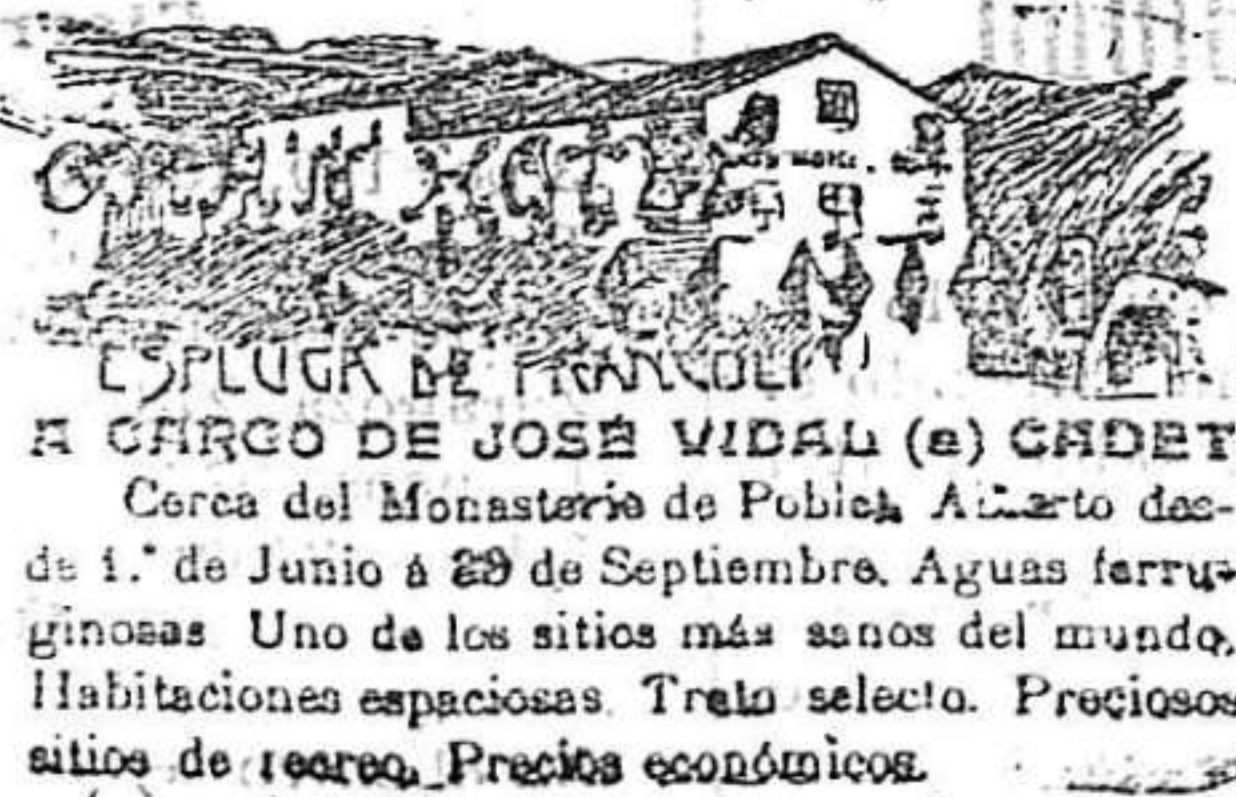 ESPLUGA DE FRANCOLI
A CARGO DE JOSÉ VIDAL (a) CADET
Cerca del Monasterio de Poblet, Abierto des-
de 1.° de Junio á 29 de Septiembre. Aguas ferru-
ginosas Uno de los sitios más sanos del mundo.
Habitaciones espaciosas. Trato selecto. Preciosos
sitios de recreo. Precios económicos.